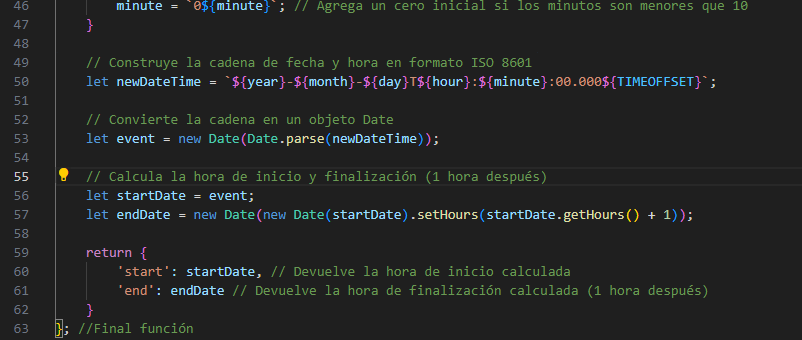 46 minute = `0${minute}`; // Agrega un cero inicial si los minutos son menores que 10
47 }
48
49 // Construye la cadena de fecha y hora en formato ISO 8601
50 let newDateTime = `${year}-${month}-${day}T${hour}:${minute}:00.000${TIMEOFFSET}`;
51
52 // Convierte la cadena en un objeto Date
53 let event = new Date(Date.parse(newDateTime));
54
55 // Calcula la hora de inicio y finalización (1 hora después)
56 let startDate = event;
57 let endDate = new Date(new Date(startDate).setHours(startDate.getHours() + 1));
58
59 return {
60 'start': startDate, // Devuelve la hora de inicio calculada
61 'end': endDate // Devuelve la hora de finalización calculada (1 hora después)
62 }
63 }; //Final función